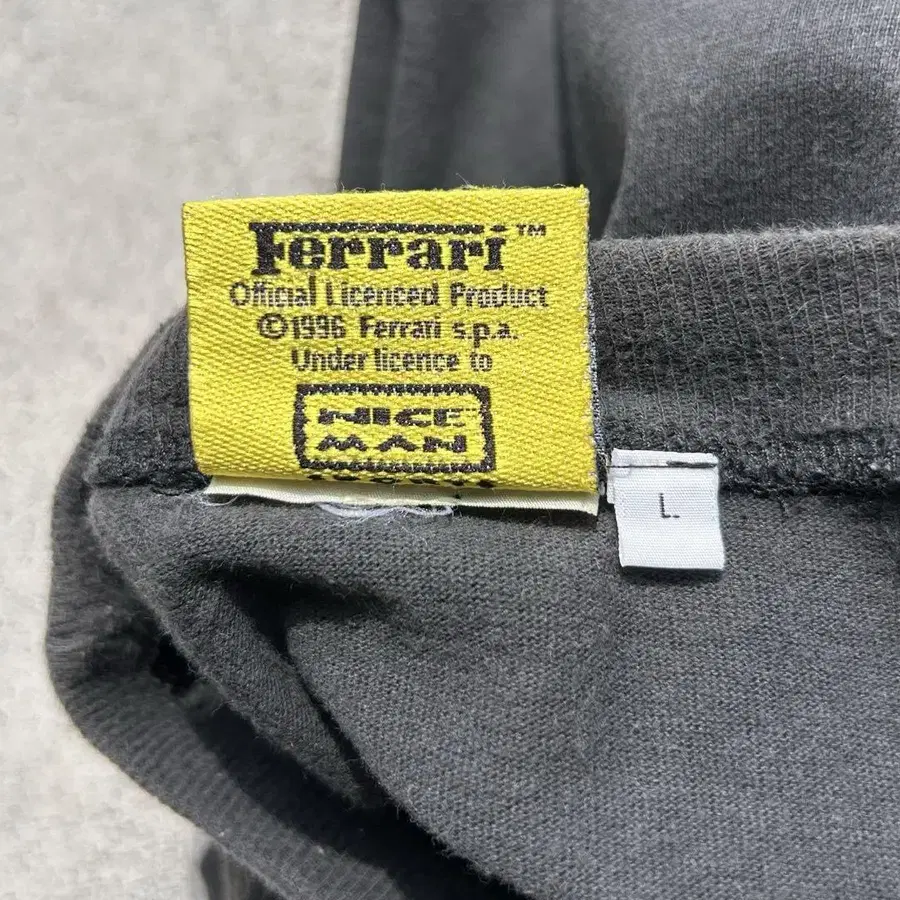 Ferrari™
Official Licenced Product
©1996 Ferrari s.p.a.
Under licence to
NICE
MAN
L.